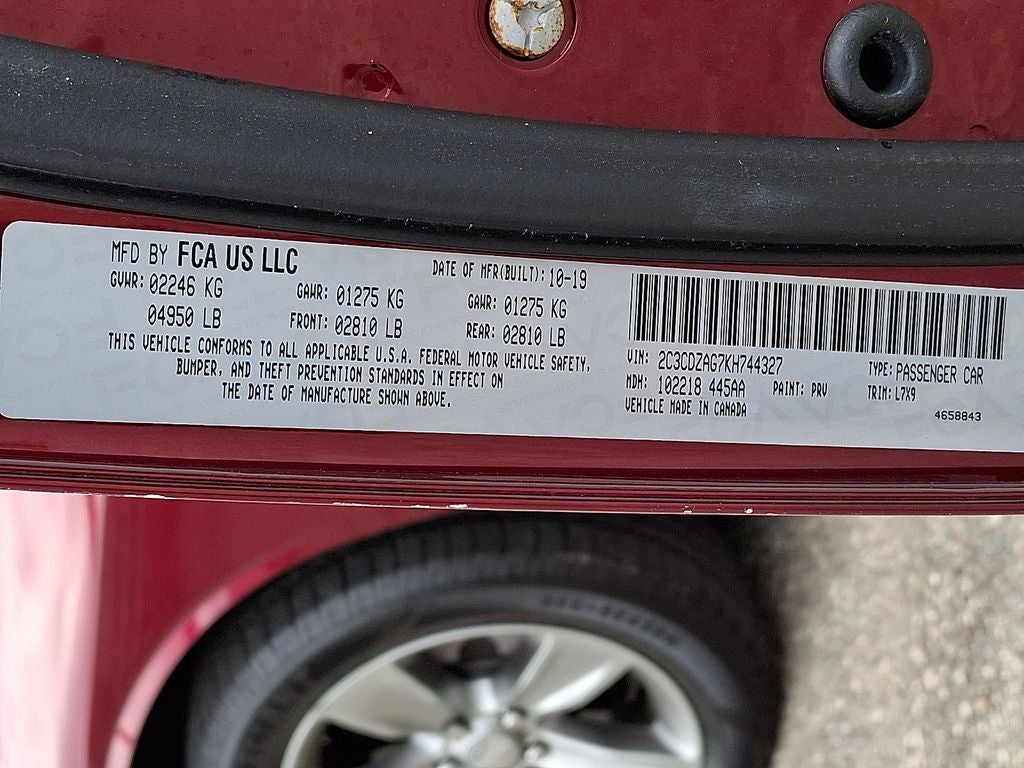 MFD BY FCA US LLC
DATE OF MFR(BUILT): 10-19
GVWR: 02246 KG
GAWR: 01275 KG
GAWR: 01275 KG
04950 LB
FRONT: 02810 LB
REAR: 02810 LB
THIS VEHICLE CONFORMS TO ALL APPLICABLE U.S.A. FEDERAL MOTOR VEHICLE SAFETY,
BUMPER, AND THEFT PREVENTION STANDARDS IN EFFECT ON
THE DATE OF MANUFACTURE SHOWN ABOVE.
VIN: 2C3CDZAG7KH744327
TYPE: PASSENGER CAR
MDH: 102218 445AA
PAINT: PRV
TRIM: L7X9
VEHICLE MADE IN CANADA
4658843